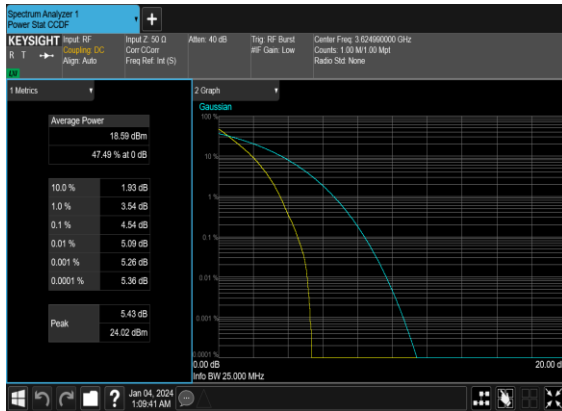 Spectrum Analyzer 1
Power Stat CCDF
+
KEYSIGHT
R T
LXI
Input: RF
Coupling: DC
Align: Auto
Input Z: 50 Ω
Corr CCorr
Freq Ref: Int (S)
Atten: 40 dB
Trig: RF Burst
#IF Gain: Low
Center Freq: 3.624990000 GHz
Counts: 1.00 M/1.00 Mpt
Radio Std: None
1 Metrics
Average Power
18.59 dBm
47.49 % at 0 dB
10.0 % 1.93 dB
1.0 % 3.54 dB
0.1 % 4.54 dB
0.01 % 5.09 dB
0.001 % 5.26 dB
0.0001 % 5.36 dB
Peak
5.43 dB
24.02 dBm
2 Graph
Gaussian
100 %
10 %
1 %
0.1 %
0.01 %
0.001 %
0.0001 %
0.00 dB
20.00 d
Info BW 25.000 MHz
?
Jan 04, 2024
1:09:41 AM